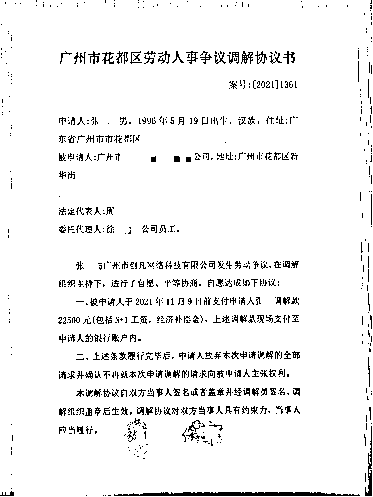 广州市花都区劳动人事争议调解协议书
案号:[2021]1361
申请人:张 男，1996年5月19日出生，汉族，住址:广
东省广州市花都区
被申请人:广州市 公司，地址:广州市花都区新
华街
法定代表人:周
委托代理人:徐 公司员工。
张 广州市创凡网络科技有限公司发生劳动争议，在调解
组织主持下，进行了自愿、平等协商，自愿达成如下协议:
一、被申请人于2021年11月9日前支付申请人张 调解款
22500元(包括N+1工资，经济补偿金)，上述调解款现场支付至
申请人的银行账户内。
二、上述条款履行完毕后，申请人放弃本次申请调解的全部
请求并确认不再就本次申请调解的请求向被申请人主张权利。
本调解协议自双方当事人签名或者盖章并经调解员签名、调
解组织盖章后生效，调解协议对双方当事人具有约束力，当事人
应当履行。